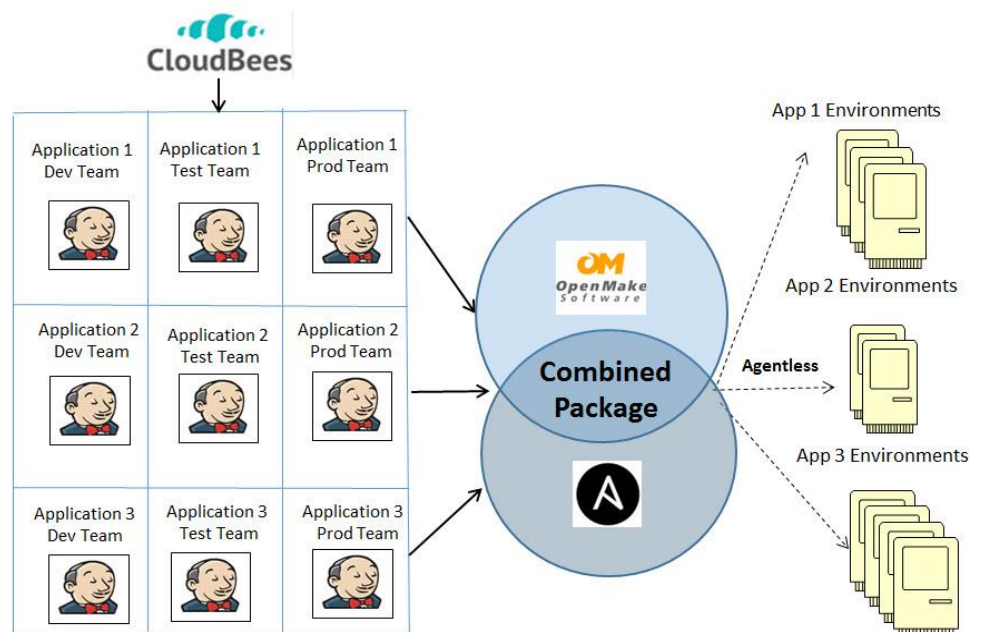 CloudBees
Application 1
Dev Team
Application 1
Test Team
Application 1
Prod Team
Application 2
Dev Team
Application 2
Test Team
Application 2
Prod Team
Application 3
Dev Team
Application 3
Test Team
Application 3
Prod Team
OM
OpenMake
Software
Combined
Package
A
Agentless
App 1 Environments
App 2 Environments
App 3 Environments